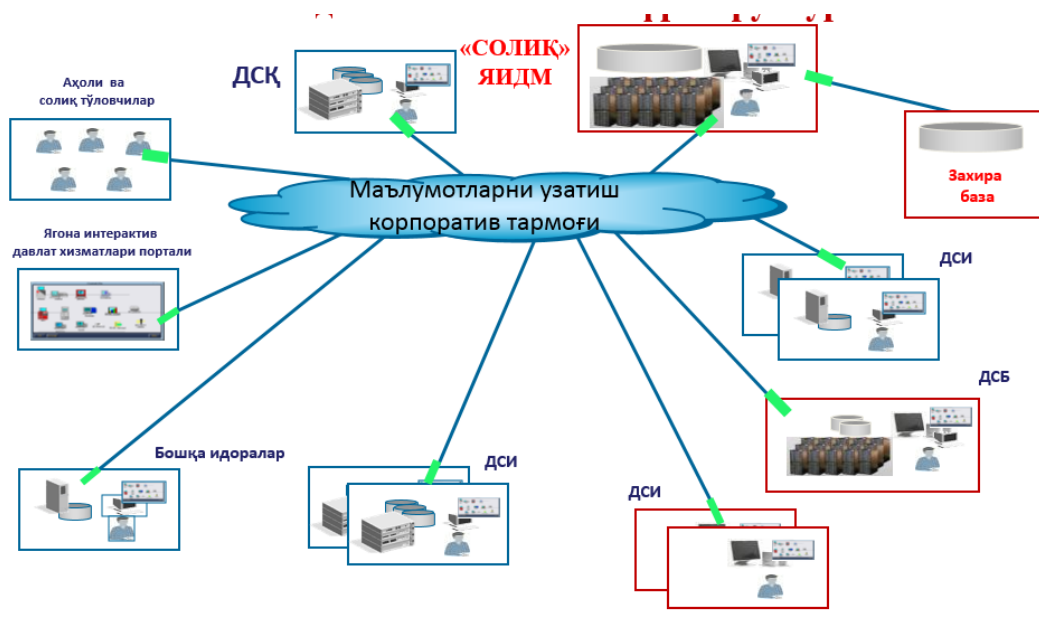 «СОЛИҚ»
ЯИДМ
ДСҚ
Аҳоли ва
солиқ тўловчилар
Захира
база
Маълумотларни узатиш
корпоратив тармоғи
Ягона интерактив
давлат хизматлари портали
ДСИ
ДСБ
Бошқа идоралар
ДСИ
ДСИ